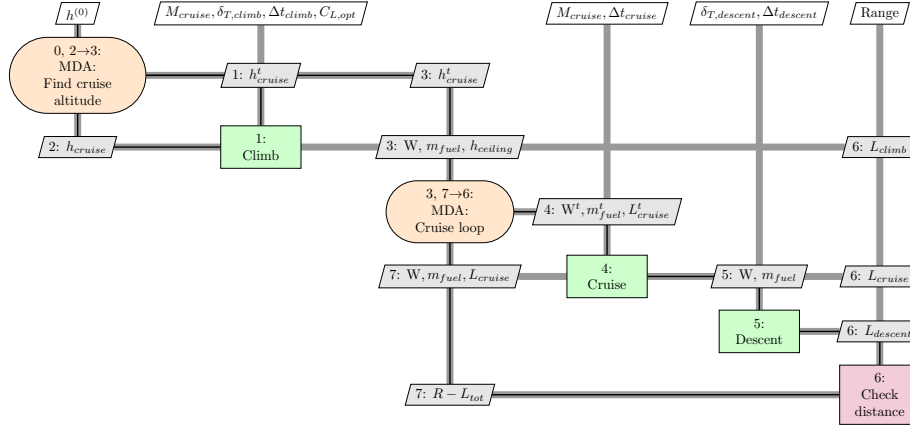 h^(0)
M_cruise, δ_T,climb, Δt_climb, C_L,opt
M_cruise, Δt_cruise
δ_T,descent, Δt_descent
Range
0, 2→3:
MDA:
Find cruise
altitude
1: h^t_cruise
3: h^t_cruise
2: h_cruise
1:
Climb
3: W, m_fuel, h_ceiling
6: L_climb
3, 7→6:
MDA:
Cruise loop
4: W^t, m^t_fuel, L^t_cruise
7: W, m_fuel, L_cruise
4:
Cruise
5: W, m_fuel
6: L_cruise
5:
Descent
6: L_descent
7: R − L_tot
6:
Check
distance